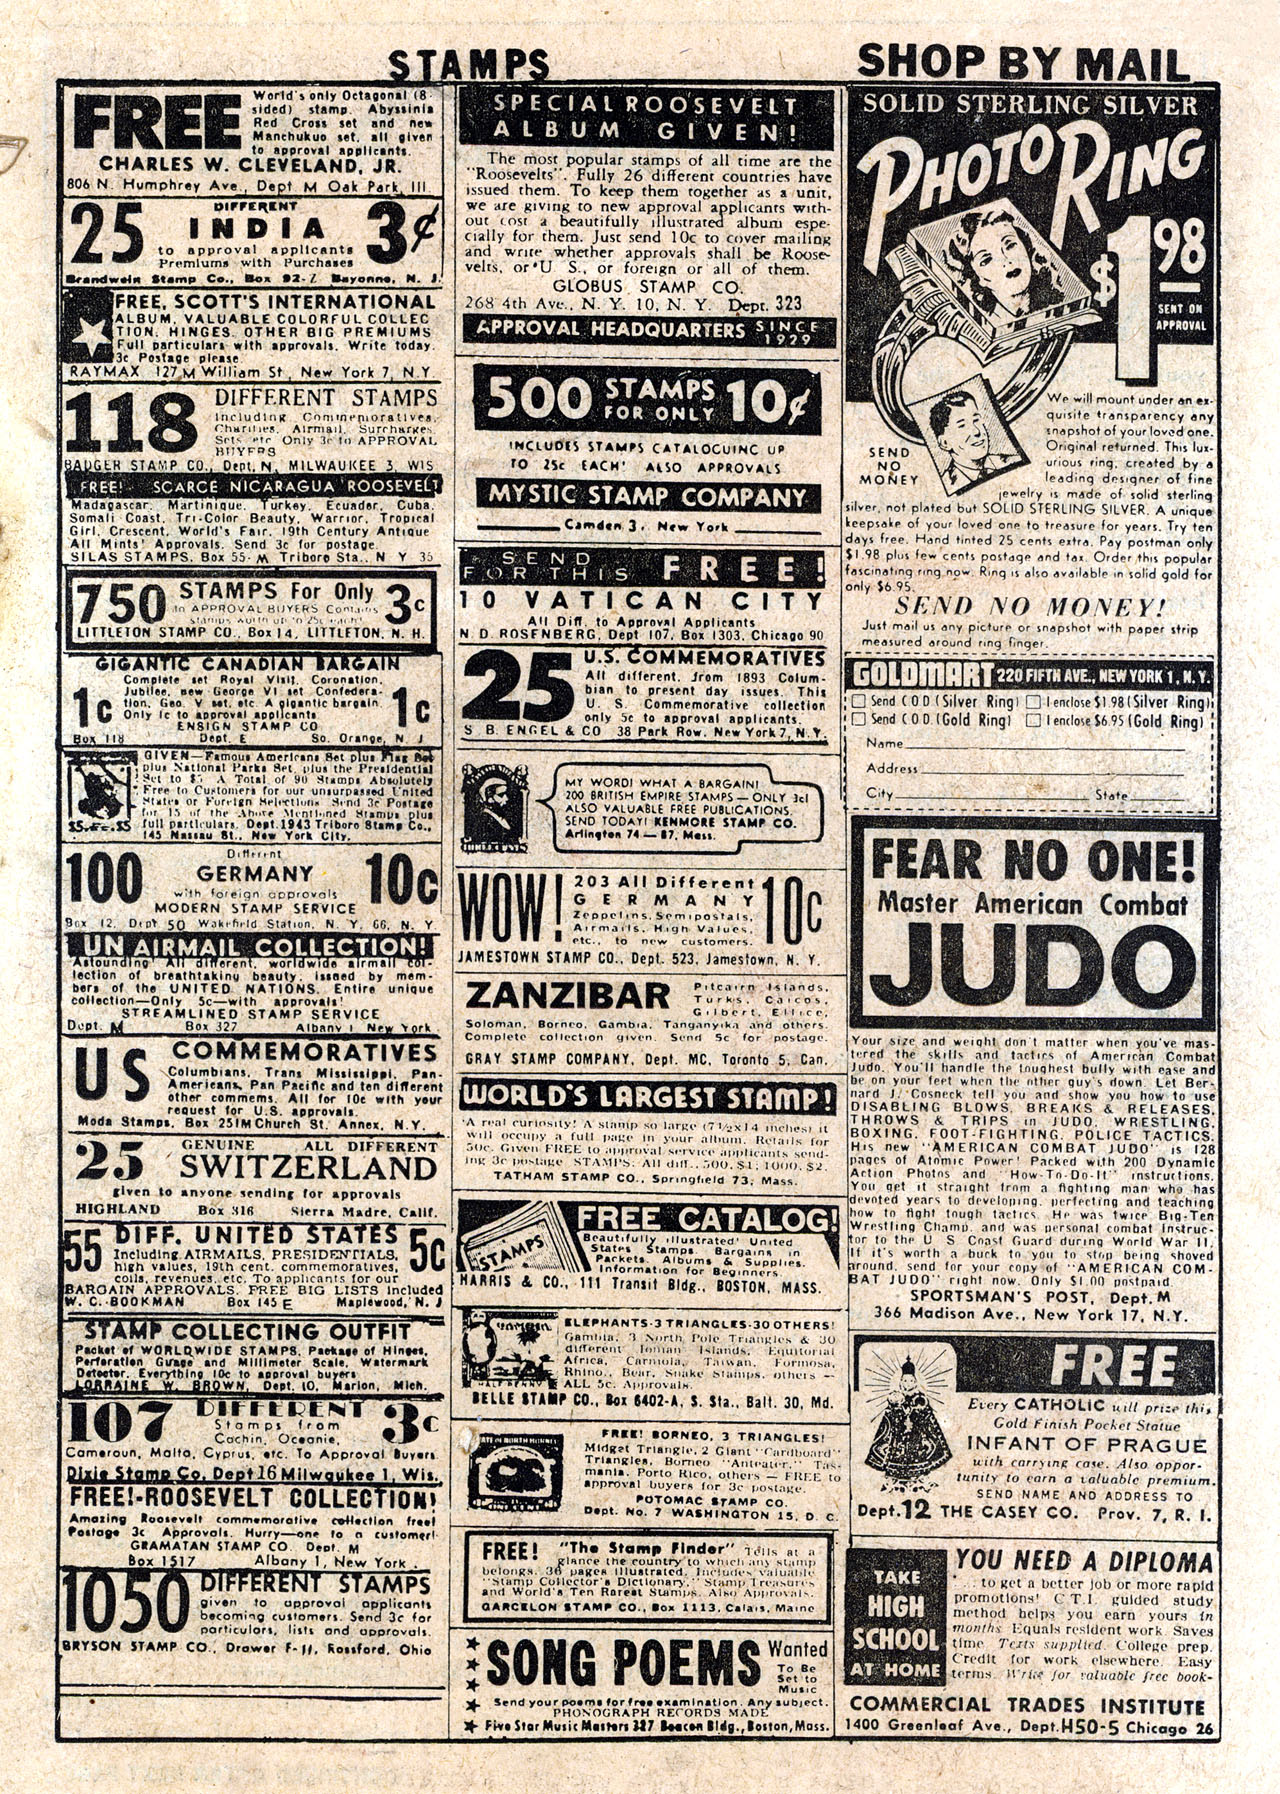 STAMPS
SHOP BY MAIL
FREE
World's only Octagonal (8-
sided) stamp. Abyssinia
Red Cross set and new
Manchukuo set, all given
to approval applicants.
CHARLES W. CLEVELAND, JR.
806 N. Humphrey Ave., Dept M Oak Park, Ill.
25
DIFFERENT
INDIA
3¢
to approval applicants
Premiums with Purchases
Brandwein Stamp Co., Box 92-Z Bayonne, N. J.
FREE, SCOTT'S INTERNATIONAL
ALBUM, VALUABLE COLORFUL COLLEC
TION. HINGES. OTHER BIG PREMIUMS
Full particulars with approvals. Write today.
3c Postage please.
RAYMAX 127 M William St., New York 7, N.Y.
118
DIFFERENT STAMPS
Including Commemoratives.
Charities, Airmail, Surcharges.
Sets etc Only 3c to APPROVAL
BUYERS
BADGER STAMP CO., Dept. N, MILWAUKEE 3, WIS
FREE! SCARCE NICARAGUA ROOSEVELT
Madagascar, Martinique, Turkey, Ecuador, Cuba.
Somali Coast, Tri-Color Beauty, Warrior, Tropical
Girl, Crescent, World's Fair. 19th Century Antique
All Mints! Approvals. Send 3c for postage.
SILAS STAMPS. Box 55-M Triboro Sta., N Y 35
750
STAMPS For Only
3c
to APPROVAL BUYERS Contains
stamps worth up to 25c each!
LITTLETON STAMP CO., Box 14, LITTLETON, N. H.
GIGANTIC CANADIAN BARGAIN
1c
Complete set Royal Visit, Coronation,
Jubilee, new George VI set Confedera-
tion, Geo. V set, etc. A gigantic bargain.
Only 1c to approval applicants
1c
ENSIGN STAMP CO
Box 118 Dept. E So. Orange, N J
GIVEN—Famous Americans Set plus Flag Set
plus National Parks Set, plus the Presidential
Set to $5 A Total of 90 Stamps Absolutely
Free to Customers for our unsurpassed United
States or Foreign Selections Send 3c Postage
for 15 of the Above Mentioned Stamps plus
full particulars. Dept.1943 Triboro Stamp Co.,
145 Nassau St., New York City.
100
Different
GERMANY
10c
with foreign approvals
MODERN STAMP SERVICE
Box 12, Dept 50 Wakefield Station, N. Y. 66, N. Y
UN AIRMAIL COLLECTION!
Astounding! All different, worldwide airmail col-
lection of breathtaking beauty, issued by mem-
bers of the UNITED NATIONS. Entire unique
collection—Only 5c—with approvals!
STREAMLINED STAMP SERVICE
Dept. M Box 327 Albany 1 New York
US
COMMEMORATIVES
Columbians, Trans Mississippi, Pan-
Americans, Pan Pacific and ten different
other commems. All for 10c with your
request for U.S. approvals.
Moda Stamps, Box 251M Church St. Annex, N. Y.
25
GENUINE ALL DIFFERENT
SWITZERLAND
given to anyone sending for approvals
HIGHLAND Box 316 Sierra Madre, Calif.
55
DIFF. UNITED STATES
5c
Including AIRMAILS, PRESIDENTIALS,
high values, 19th cent. commemoratives,
coils, revenues, etc. To applicants for our
BARGAIN APPROVALS. FREE BIG LISTS included
W. C. BOOKMAN Box 145 E Maplewood, N. J
STAMP COLLECTING OUTFIT
Packet of WORLDWIDE STAMPS, Package of Hinges,
Perforation Guage and Millimeter Scale, Watermark
Detector. Everything 10c to approval buyers
LORRAINE W. BROWN, Dept. 10, Marion, Mich.
107
DIFFERENT
3c
Stamps from
Cochin, Oceanie,
Cameroun, Malta, Cyprus, etc. To Approval Buyers
Dixie Stamp Co, Dept 16 Milwaukee 1, Wis.
FREE!-ROOSEVELT COLLECTION!
Amazing Roosevelt commemorative collection free!
Postage 3c Approvals. Hurry—one to a customer!
GRAMATAN STAMP CO. Dept. M
Box 1517 Albany 1, New York
1050
DIFFERENT STAMPS
given to approval applicants
becoming customers. Send 3c for
particulars, lists and approvals.
BRYSON STAMP CO., Drawer F-11, Rossford, Ohio
SPECIAL ROOSEVELT
ALBUM GIVEN!
The most popular stamps of all time are the
"Roosevelts". Fully 26 different countries have
issued them. To keep them together as a unit,
we are giving to new approval applicants with-
out cost a beautifully illustrated album espe-
cially for them. Just send 10c to cover mailing
and write whether approvals shall be Roose-
velts, or U S., or foreign or all of them.
GLOBUS STAMP CO.
268 4th Ave., N. Y. 10, N. Y. Dept. 323
APPROVAL HEADQUARTERS SINCE
1929
500
STAMPS
FOR ONLY
10¢
INCLUDES STAMPS CATALOGUING UP
TO 25c EACH! ALSO APPROVALS
MYSTIC STAMP COMPANY
Camden 3, New York
SEND
FOR THIS
FREE!
10 VATICAN CITY
All Diff. to Approval Applicants
N. D. ROSENBERG, Dept 107, Box 1303, Chicago 90
25
U.S. COMMEMORATIVES
All different, from 1893 Colum-
bian to present day issues. This
U. S. Commemorative collection
only 5c to approval applicants.
S B. ENGEL & CO 38 Park Row. New York 7, N.Y.
MY WORD! WHAT A BARGAIN!
200 BRITISH EMPIRE STAMPS — ONLY 3c!
ALSO VALUABLE FREE PUBLICATIONS.
SEND TODAY! KENMORE STAMP CO.
Arlington 74 — B7, Mass.
WOW!
203 All Different
GERMANY
Zeppelins, Semipostals,
Airmails, High Values,
etc., to new customers.
10c
JAMESTOWN STAMP CO., Dept. 523, Jamestown, N. Y.
ZANZIBAR
Pitcairn Islands,
Turks, Caicos,
Gilbert, Ellice,
Soloman, Borneo, Gambia, Tanganyika and others.
Complete collection given. Send 5c for postage.
GRAY STAMP COMPANY, Dept. MC, Toronto 5, Can.
WORLD'S LARGEST STAMP!
A real curiosity! A stamp so large (7½x14 inches) it
will occupy a full page in your album. Retails for
50c. Given FREE to approval service applicants send-
ing 3c postage STAMPS: All diff., 500, $1; 1000, $2.
TATHAM STAMP CO., Springfield 73, Mass.
STAMPS
FREE CATALOG!
Beautifully illustrated! United
States Stamps. Bargains in
Packets, Albums & Supplies.
Information for Beginners.
HARRIS & CO., 111 Transit Bldg., BOSTON, MASS.
ELEPHANTS-3 TRIANGLES-30 OTHERS!
Gambia, 3 North Pole Triangles & 30
different Ionian Islands, Equitorial
Africa, Carniola, Taiwan, Formosa,
Rhino., Bear, Snake Stamps, others —
ALL 5c. Approvals.
BELLE STAMP CO., Box 6402-A, S. Sta., Balt. 30, Md.
FREE! BORNEO, 3 TRIANGLES!
Midget Triangle, 2 Giant "Cardboard"
Triangles, Borneo "Anteater," Tas-
mania, Porto Rico, others — FREE to
approval buyers for 3c postage.
POTOMAC STAMP CO.
Dept. No. 7 WASHINGTON 15, D. C.
FREE! "The Stamp Finder" Tells at a
glance the country to which any stamp
belongs. 36 pages illustrated. Includes valuable
"Stamp Collector's Dictionary," Stamp Treasures
and World's Ten Rarest Stamps. Also Approvals.
GARCELON STAMP CO., Box 1113, Calais, Maine
SONG POEMS
Wanted
To Be
Set to
Music
Send your poems for free examination. Any subject.
PHONOGRAPH RECORDS MADE
Five Star Music Masters 327 Beacon Bldg., Boston, Mass.
SOLID STERLING SILVER
PHOTO RING
$1.98
SENT ON
APPROVAL
SEND
NO
MONEY
We will mount under an ex-
quisite transparency any
snapshot of your loved one.
Original returned. This lux-
urious ring, created by a
leading designer of fine
jewelry is made of solid sterling
silver, not plated but SOLID STERLING SILVER. A unique
keepsake of your loved one to treasure for years. Try ten
days free. Hand tinted 25 cents extra. Pay postman only
$1.98 plus few cents postage and tax. Order this popular
fascinating ring now. Ring is also available in solid gold for
only $6.95.
SEND NO MONEY!
Just mail us any picture or snapshot with paper strip
measured around ring finger.
GOLDMART 220 FIFTH AVE., NEW YORK 1, N. Y.
Send C O D (Silver Ring) I enclose $1.98 (Silver Ring)
Send C O D (Gold Ring) I enclose $6.95 (Gold Ring)
Name
Address
City State
FEAR NO ONE!
Master American Combat
JUDO
Your size and weight don't matter when you've mas-
tered the skills and tactics of American Combat
Judo. You'll handle the toughest bully with ease and
be on your feet when the other guy's down. Let Ber-
nard J. Cosneck tell you and show you how to use
DISABLING BLOWS, BREAKS & RELEASES,
THROWS & TRIPS in JUDO, WRESTLING,
BOXING, FOOT-FIGHTING, POLICE TACTICS.
His new "AMERICAN COMBAT JUDO" is 128
pages of Atomic Power! Packed with 200 Dynamic
Action Photos and "How-To-Do-It" instructions.
You get it straight from a fighting man who has
devoted years to developing, perfecting and teaching
how to fight tough tactics. He was twice Big-Ten
Wrestling Champ. and was personal combat Instruc-
tor to the U S Coast Guard during World War II.
If it's worth a buck to you to stop being shoved
around, send for your copy of "AMERICAN COM-
BAT JUDO" right now. Only $1.00 postpaid.
SPORTSMAN'S POST, Dept. M
366 Madison Ave., New York 17, N.Y.
FREE
Every CATHOLIC will prize this
Gold Finish Pocket Statue
INFANT OF PRAGUE
with carrying case. Also oppor-
tunity to earn a valuable premium.
SEND NAME AND ADDRESS TO
Dept.12 THE CASEY CO. Prov. 7, R. I.
TAKE
HIGH
SCHOOL
AT HOME
YOU NEED A DIPLOMA
... to get a better job or more rapid
promotions! C.T.I. guided study
method helps you earn yours in
months Equals resident work. Saves
time Texts supplied. College prep.
Credit for work elsewhere. Easy
terms. Write for valuable free book-
COMMERCIAL TRADES INSTITUTE
1400 Greenleaf Ave., Dept.H50-5 Chicago 26